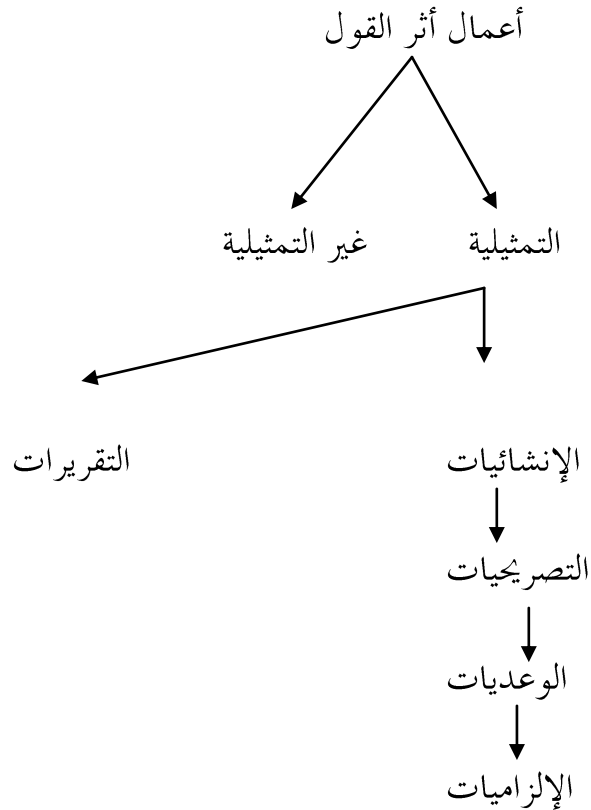 أعمال أثر القول
التمثيلية
غير التمثيلية
الإنشائيات
التقريرات
التصريحيات
الوعديات
الإلزاميات